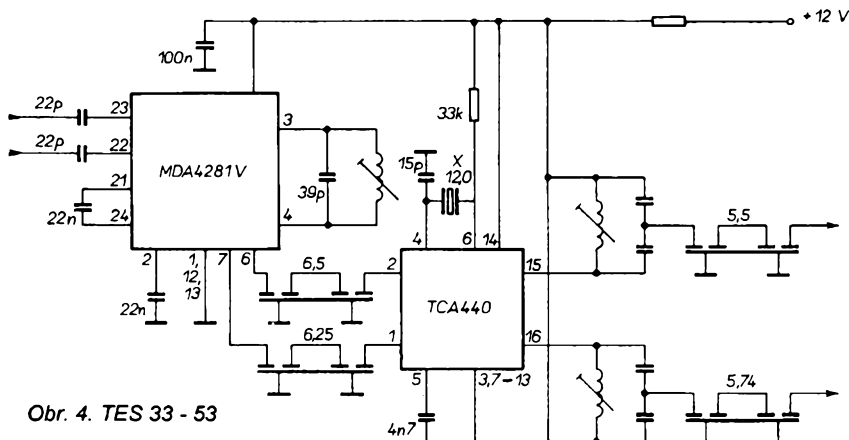 +12 V
100n
22p
23
3
33k
22p
22
MDA4281V
15p
X
12,0
21
39p
22n
24
4
2
1,
12,
13
7
6
4
6
14
5,5
6,5
2
15
22n
TCA440
6,25
1
16
5
3,7-13
5,74
4n7
Obr. 4. TES 33 - 53